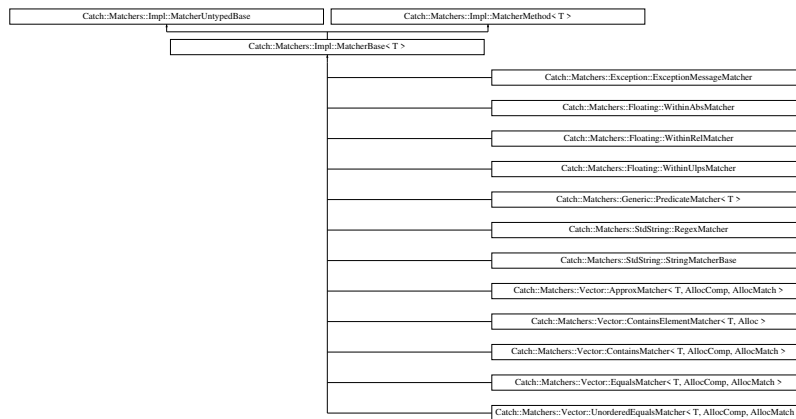 Catch::Matchers::Impl::MatcherUntypedBase
Catch::Matchers::Impl::MatcherMethod< T >
Catch::Matchers::Impl::MatcherBase< T >
Catch::Matchers::Exception::ExceptionMessageMatcher
Catch::Matchers::Floating::WithinAbsMatcher
Catch::Matchers::Floating::WithinRelMatcher
Catch::Matchers::Floating::WithinUlpsMatcher
Catch::Matchers::Generic::PredicateMatcher< T >
Catch::Matchers::StdString::RegexMatcher
Catch::Matchers::StdString::StringMatcherBase
Catch::Matchers::Vector::ApproxMatcher< T, AllocComp, AllocMatch >
Catch::Matchers::Vector::ContainsElementMatcher< T, Alloc >
Catch::Matchers::Vector::ContainsMatcher< T, AllocComp, AllocMatch >
Catch::Matchers::Vector::EqualsMatcher< T, AllocComp, AllocMatch >
Catch::Matchers::Vector::UnorderedEqualsMatcher< T, AllocComp, AllocMatch